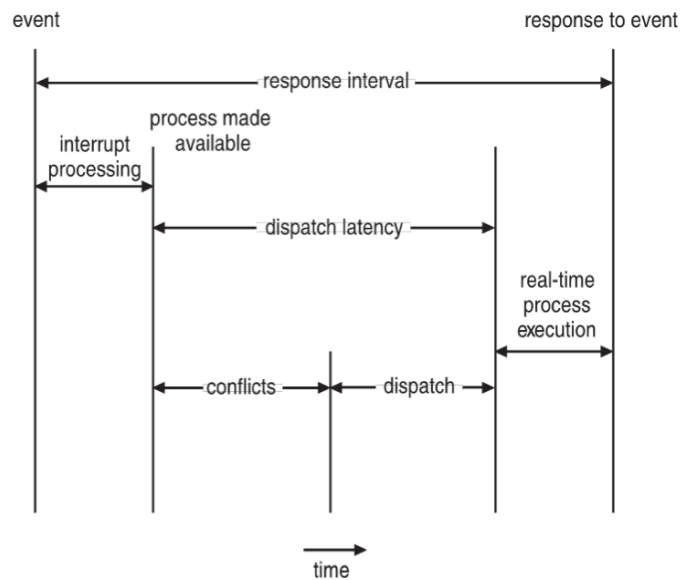 event
response to event
response interval
process made
available
interrupt
processing
dispatch latency
real-time
process
execution
conflicts
dispatch
time